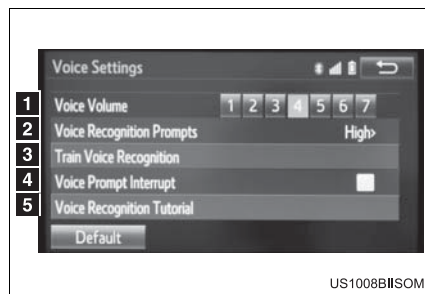 Voice Settings
1 Voice Volume 1 2 3 4 5 6 7
2 Voice Recognition Prompts High>
3 Train Voice Recognition
4 Voice Prompt Interrupt
5 Voice Recognition Tutorial
Default
US1008BⅡSOM